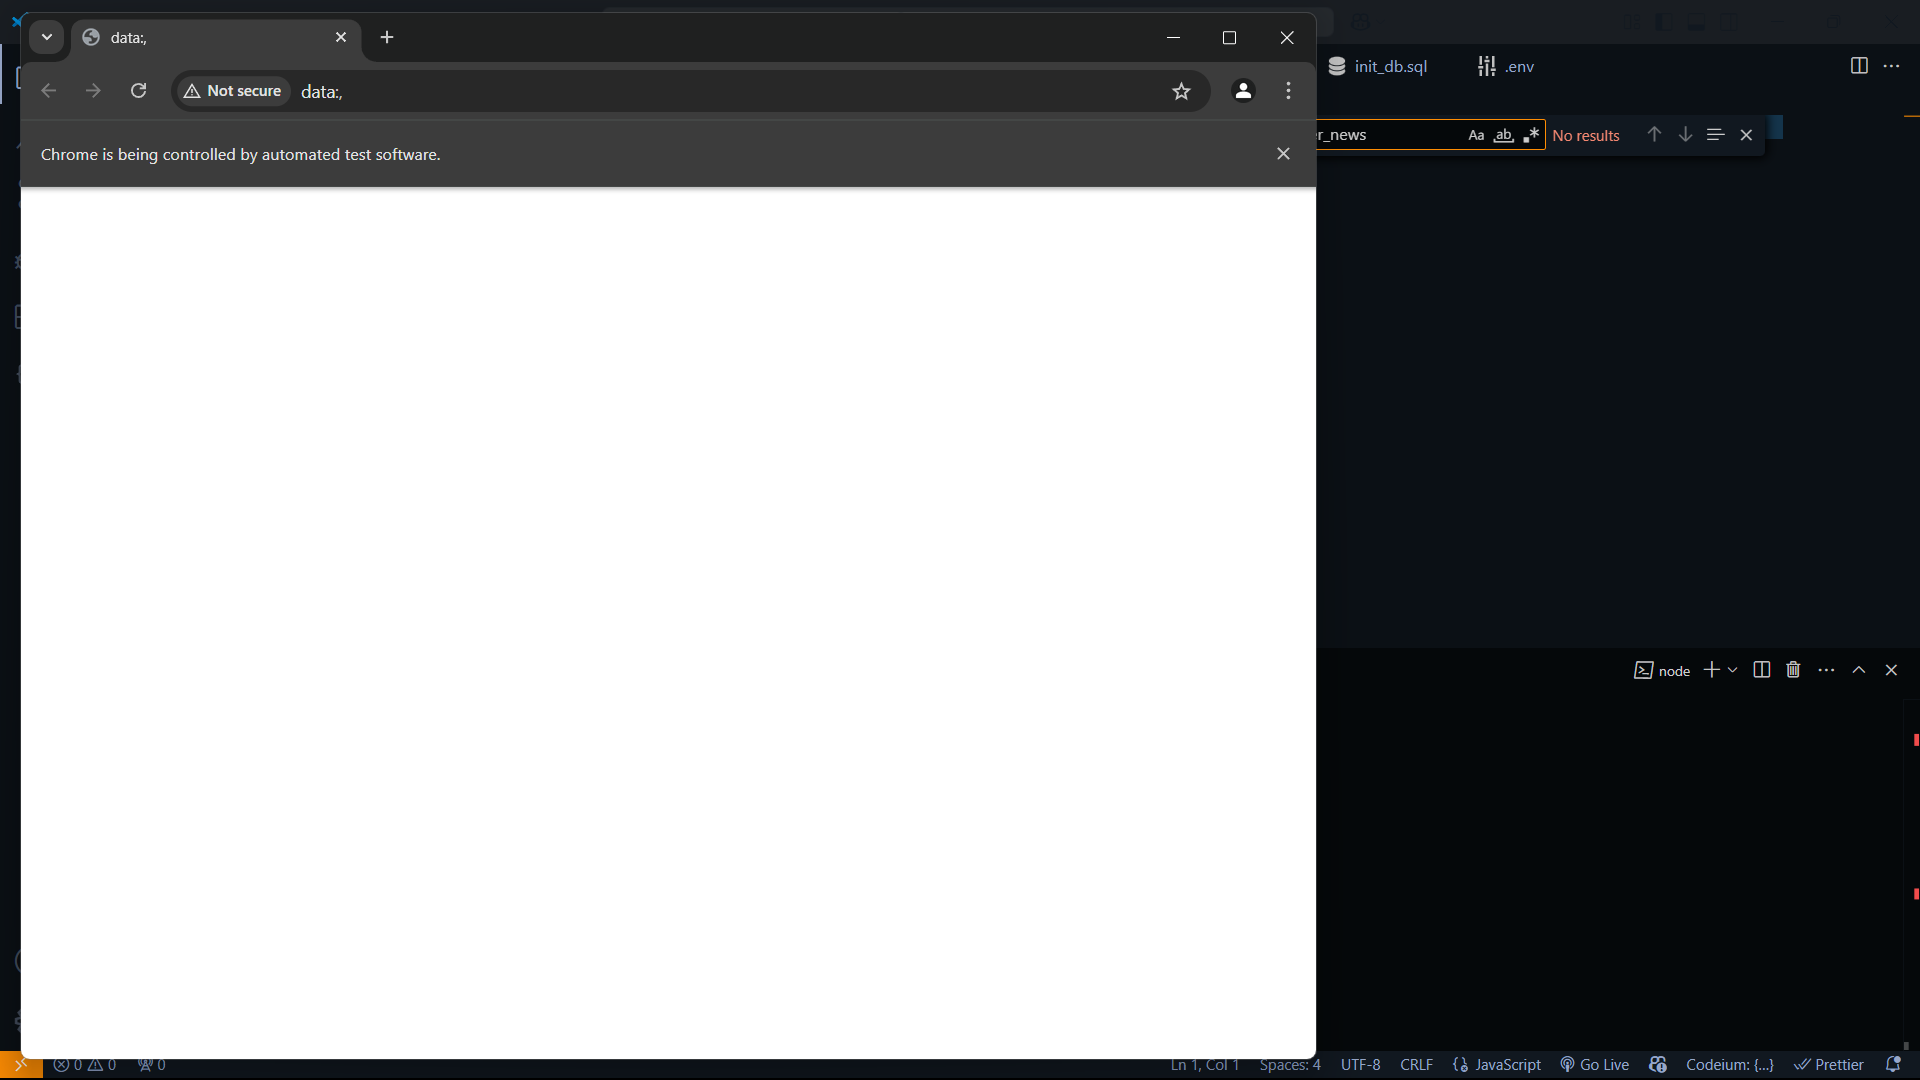 data:,
Not secure
data:,
Chrome is being controlled by automated test software.
init_db.sql
.env
r_news
Aa
ab
No results
node
0
0
0
Ln 1, Col 1
Spaces: 4
UTF-8
CRLF
JavaScript
Go Live
Codeium: {...}
Prettier